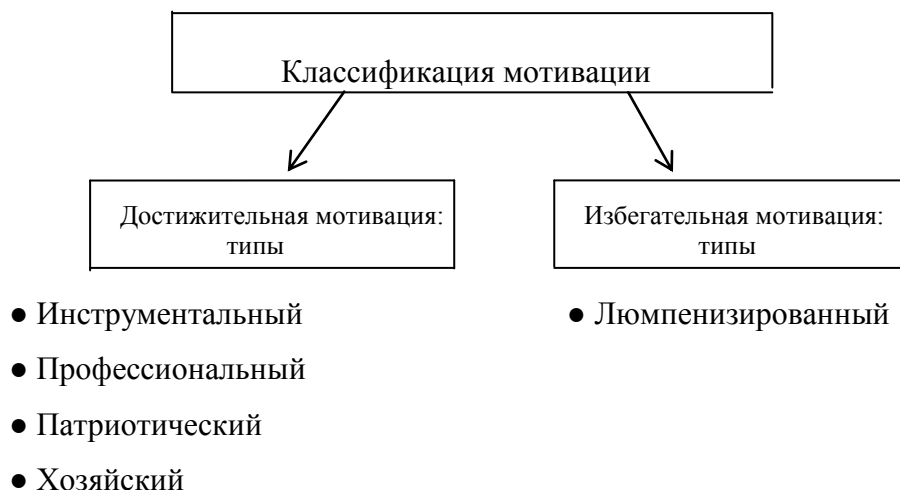 Классификация мотивации
Достижительная мотивация:
типы
Избегательная мотивация:
типы
● Инструментальный
● Профессиональный
● Патриотический
● Хозяйский
● Люмпенизированный